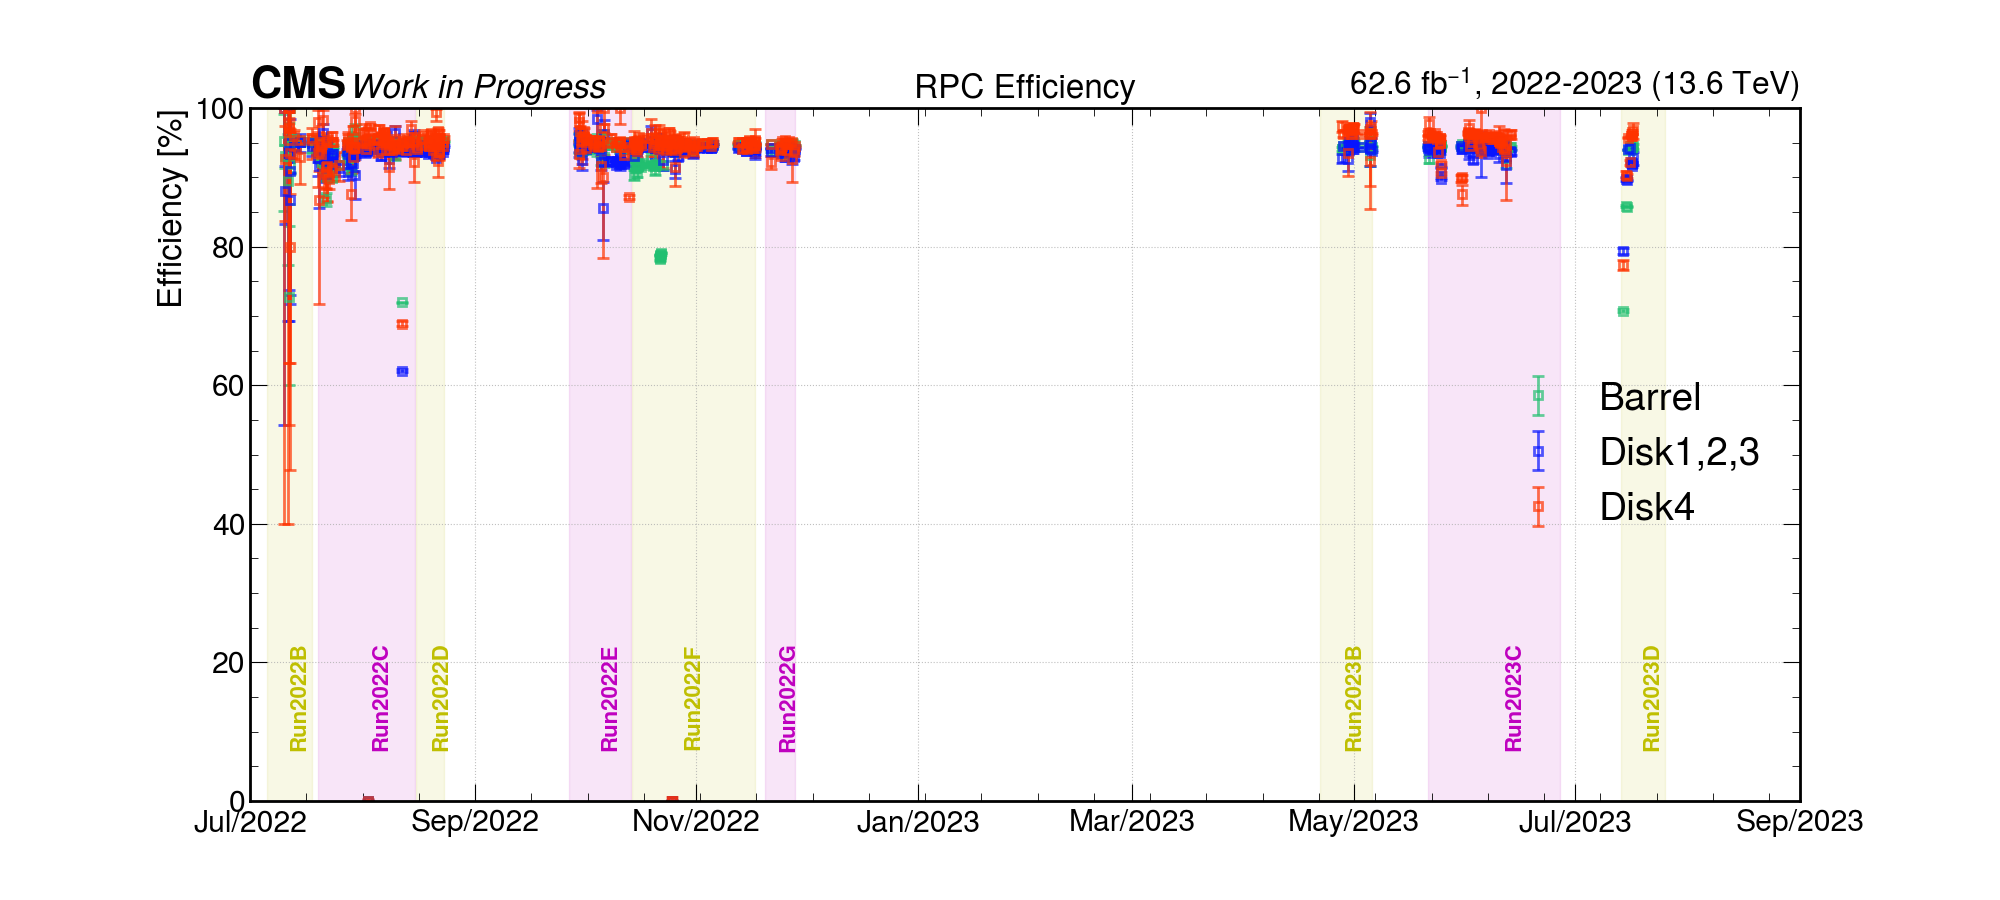 CMS Work in Progress RPC Efficiency 62.6 fb⁻¹, 2022-2023 (13.6 TeV)
Efficiency [%]
100
80
60
40
20
0
Barrel
Disk1,2,3
Disk4
Run2022B
Run2022C
Run2022D
Run2022E
Run2022F
Run2022G
Run2023B
Run2023C
Run2023D
Jul/2022 Sep/2022 Nov/2022 Jan/2023 Mar/2023 May/2023 Jul/2023 Sep/2023